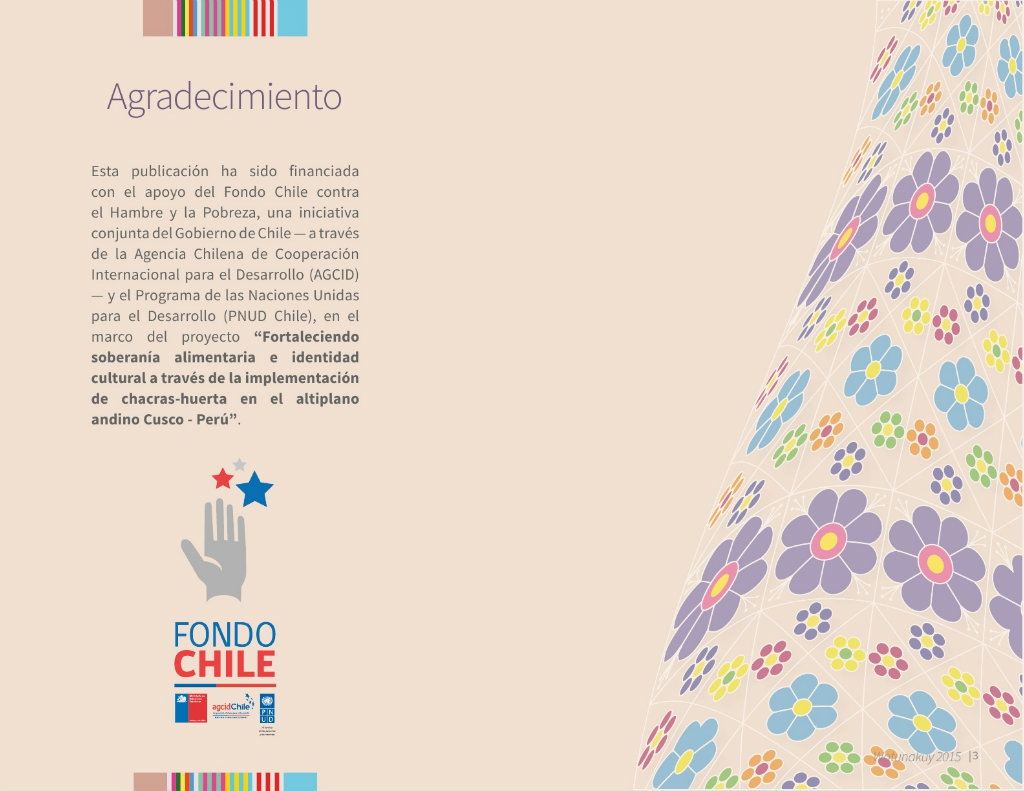 Agradecimiento
Esta publicación ha sido financiada
con el apoyo del Fondo Chile contra
el Hambre y la Pobreza, una iniciativa
conjunta del Gobierno de Chile — a través
de la Agencia Chilena de Cooperación
Internacional para el Desarrollo (AGCID)
— y el Programa de las Naciones Unidas
para el Desarrollo (PNUD Chile), en el
marco del proyecto “Fortaleciendo
soberanía alimentaria e identidad
cultural a través de la implementación
de chacras-huerta en el altiplano
andino Cusco - Perú”.
FONDO
CHILE
agcidChile
P N
U D
Watunakuy 2015 |3